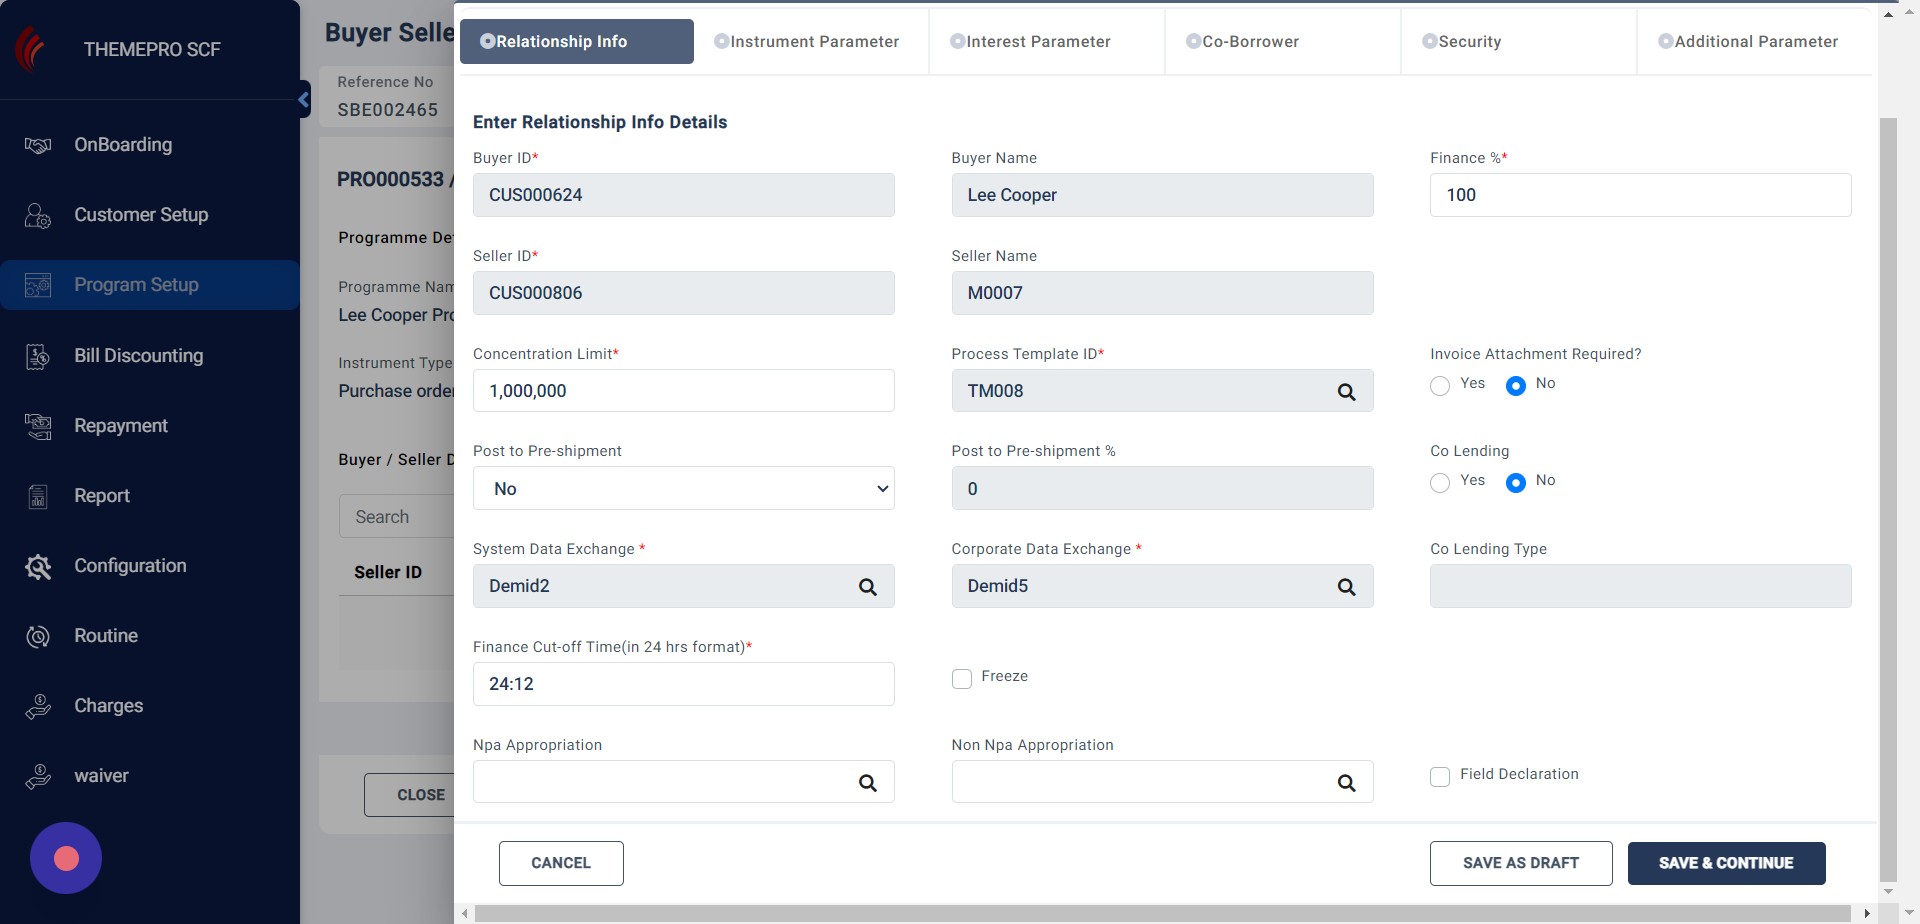 THEMEPRO SCF
OnBoarding
Customer Setup
Program Setup
Bill Discounting
Repayment
Report
Configuration
Routine
Charges
waiver
Buyer Selle
Reference No
SBE002465
PRO000533 /
Programme De
Programme Nam
Lee Cooper Pro
Instrument Type
Purchase order
Buyer / Seller D
Search
Seller ID
CLOSE
Relationship Info
Instrument Parameter
Interest Parameter
Co-Borrower
Security
Additional Parameter
Enter Relationship Info Details
Buyer ID*
CUS000624
Buyer Name
Lee Cooper
Finance %*
100
Seller ID*
CUS000806
Seller Name
M0007
Concentration Limit*
1,000,000
Process Template ID*
TM008
Invoice Attachment Required?
Yes No
Post to Pre-shipment
No
Post to Pre-shipment %
0
Co Lending
Yes No
System Data Exchange *
Demid2
Corporate Data Exchange *
Demid5
Co Lending Type
Finance Cut-off Time(in 24 hrs format)*
24:12
Freeze
Npa Appropriation
Non Npa Appropriation
Field Declaration
CANCEL
SAVE AS DRAFT
SAVE & CONTINUE